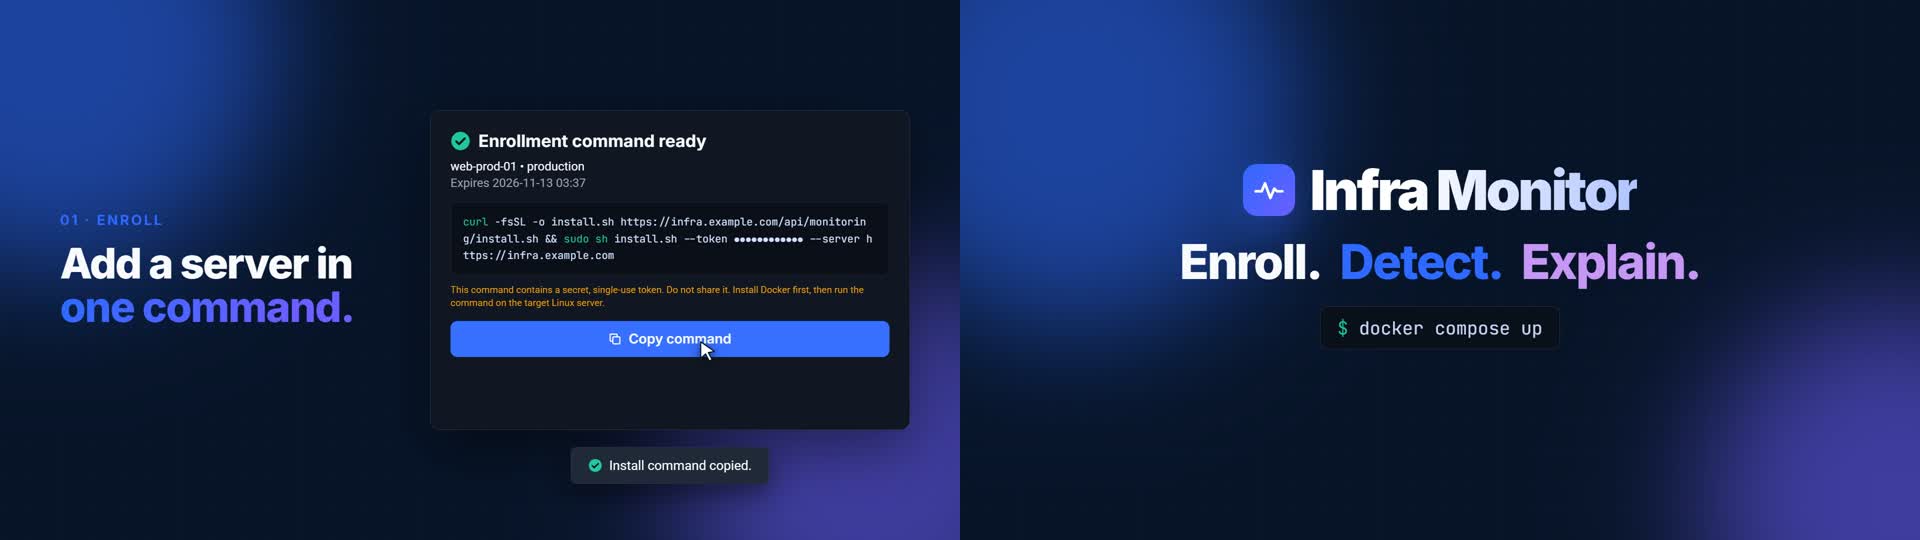 01 · ENROLL
Add a server in
one command.
Enrollment command ready
web-prod-01 • production
Expires 2026-11-13 03:37
curl -fsSL -o install.sh https://infra.example.com/api/monitorin
g/install.sh && sudo sh install.sh --token ●●●●●●●●●●●● --server h
ttps://infra.example.com
This command contains a secret, single-use token. Do not share it. Install Docker first, then run the
command on the target Linux server.
Copy command
Install command copied.
Infra Monitor
Enroll. Detect. Explain.
$ docker compose up